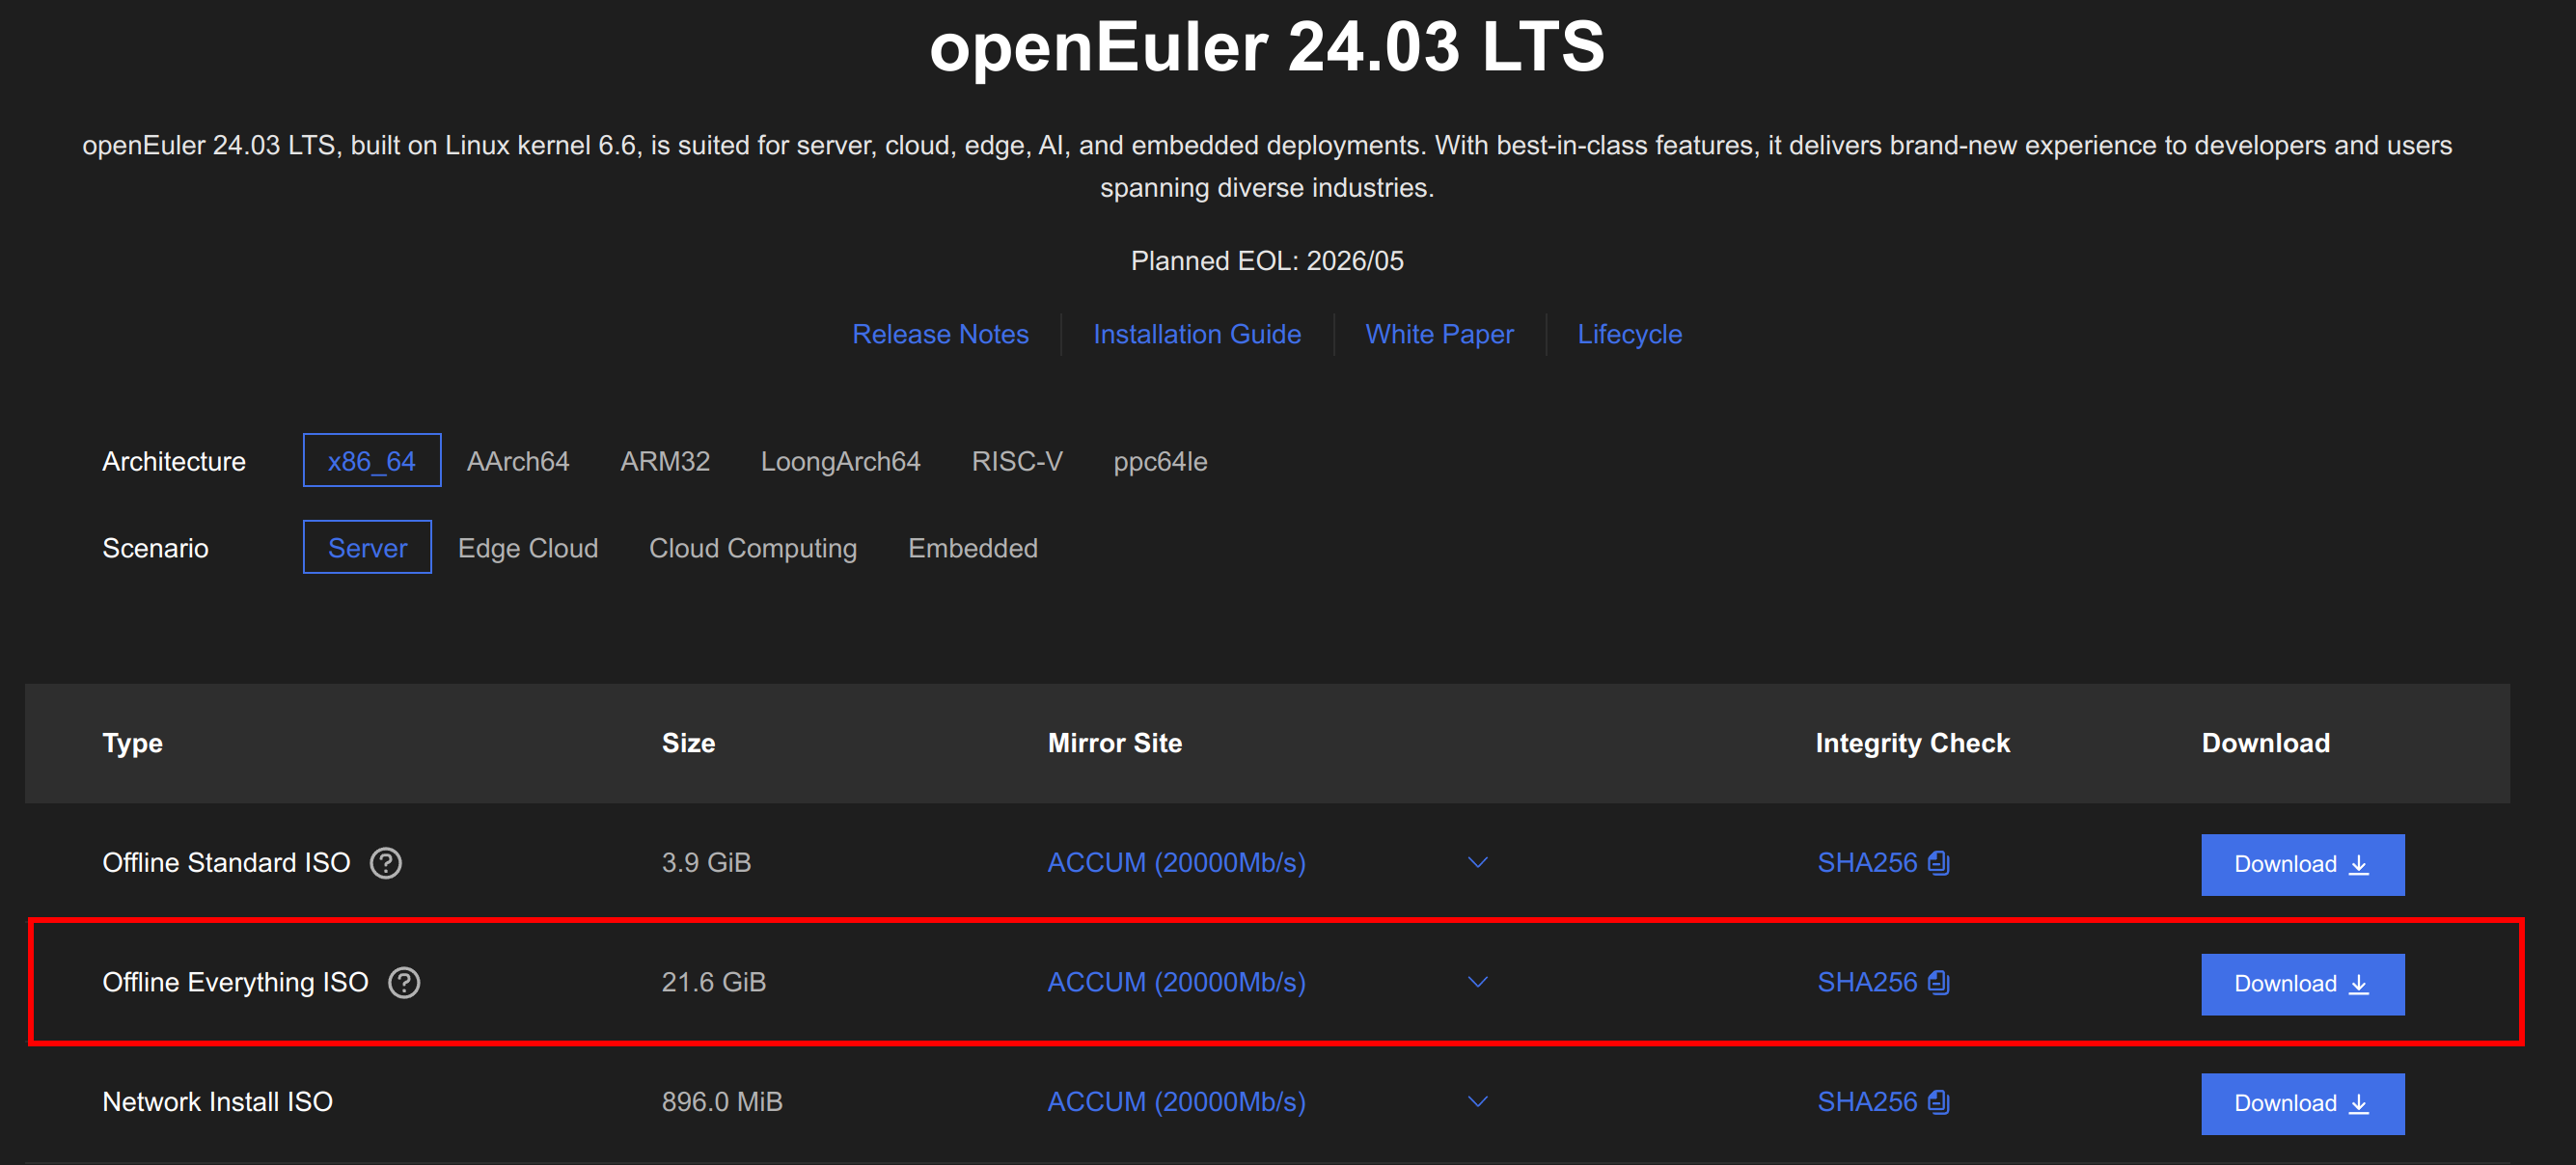 openEuler 24.03 LTS
openEuler 24.03 LTS, built on Linux kernel 6.6, is suited for server, cloud, edge, AI, and embedded deployments. With best-in-class features, it delivers brand-new experience to developers and users
spanning diverse industries.
Planned EOL: 2026/05
Release Notes Installation Guide White Paper Lifecycle
Architecture x86_64 AArch64 ARM32 LoongArch64 RISC-V ppc64le
Scenario Server Edge Cloud Cloud Computing Embedded
Type Size Mirror Site Integrity Check Download
Offline Standard ISO 3.9 GiB ACCUM (20000Mb/s) SHA256 Download
Offline Everything ISO 21.6 GiB ACCUM (20000Mb/s) SHA256 Download
Network Install ISO 896.0 MiB ACCUM (20000Mb/s) SHA256 Download